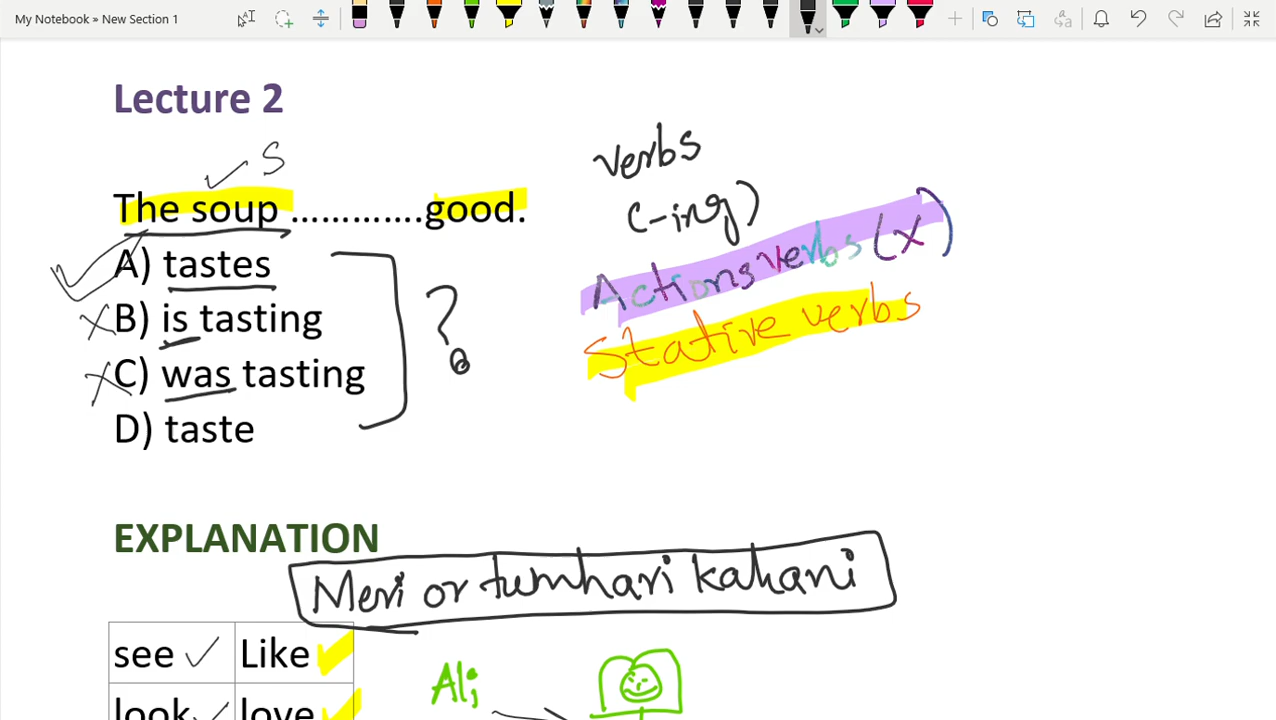 My Notebook » New Section 1
Lecture 2
S
The soup ..............good.
A) tastes
B) is tasting
C) was tasting
D) taste
?
verbs
(-ing)
Actions verbs (x)
Stative verbs
EXPLANATION
Meri or tumhari kahani
see Like
look love
Ali